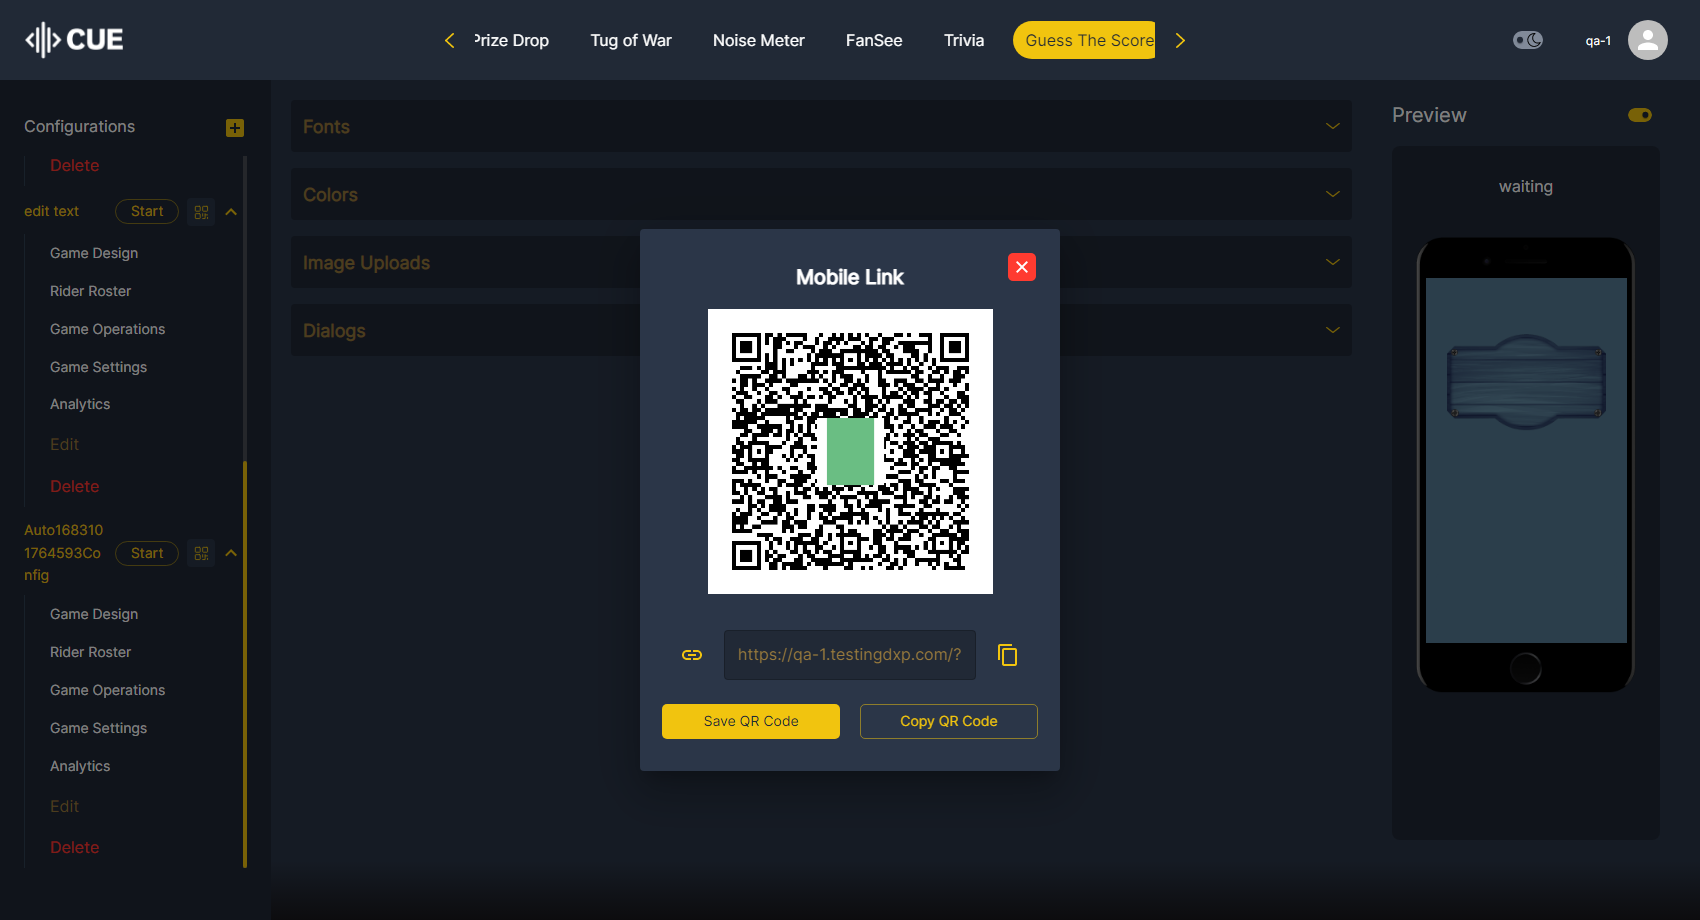 CUE
Prize Drop
Tug of War
Noise Meter
FanSee
Trivia
Guess The Score
qa-1
Configurations
Delete
edit text
Start
Game Design
Rider Roster
Game Operations
Game Settings
Analytics
Edit
Delete
Auto168310
1764593Co
nfig
Start
Game Design
Rider Roster
Game Operations
Game Settings
Analytics
Edit
Delete
Fonts
Colors
Image Uploads
Dialogs
Mobile Link
https://qa-1.testingdxp.com/?
Save QR Code
Copy QR Code
Preview
waiting